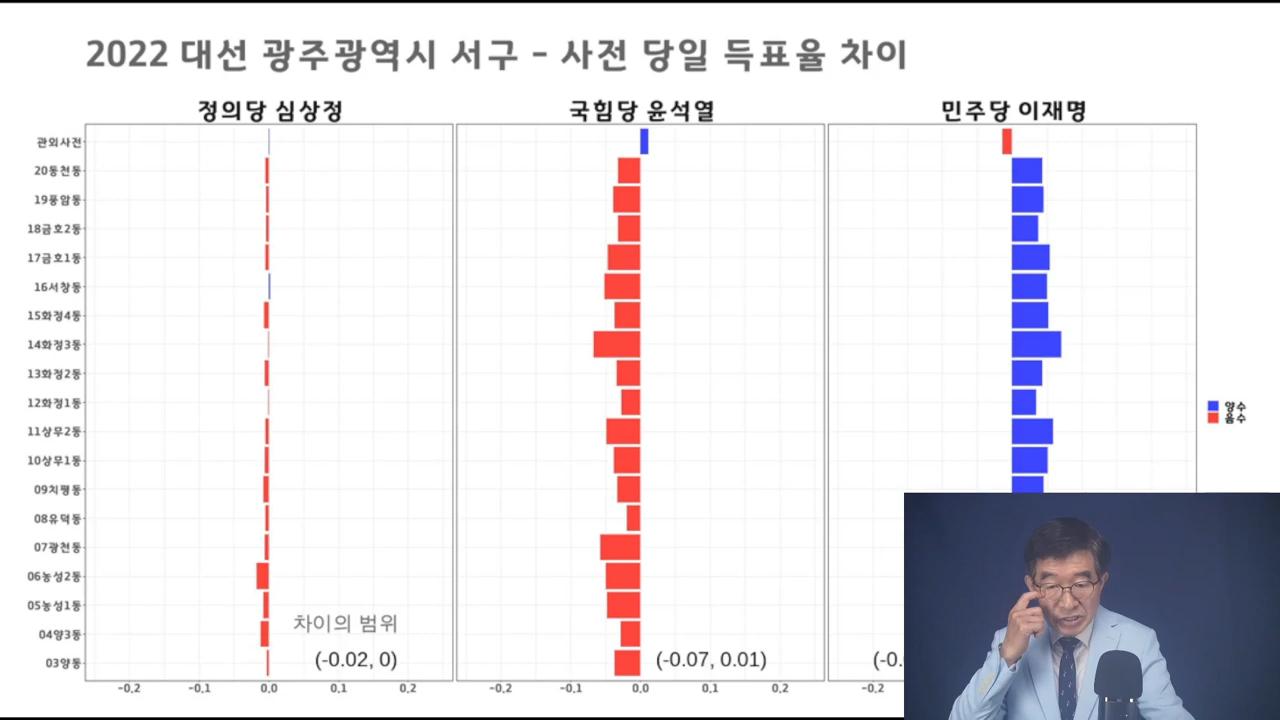 2022 대선 광주광역시 서구 - 사전 당일 득표율 차이
정의당 심상정
국힘당 윤석열
민주당 이재명
관외사전
20동천동
19풍암동
18금호2동
17금호1동
16서창동
15화정4동
14화정3동
13화정2동
12화정1동
11상무2동
10상무1동
09치평동
08유덕동
07광천동
06농성2동
05농성1동
04양3동
03양동
차이의 범위
(-0.02, 0)
(-0.07, 0.01)
(-0.
-0.2 -0.1 0.0 0.1 0.2
-0.2 -0.1 0.0 0.1 0.2
-0.2
양수
음수